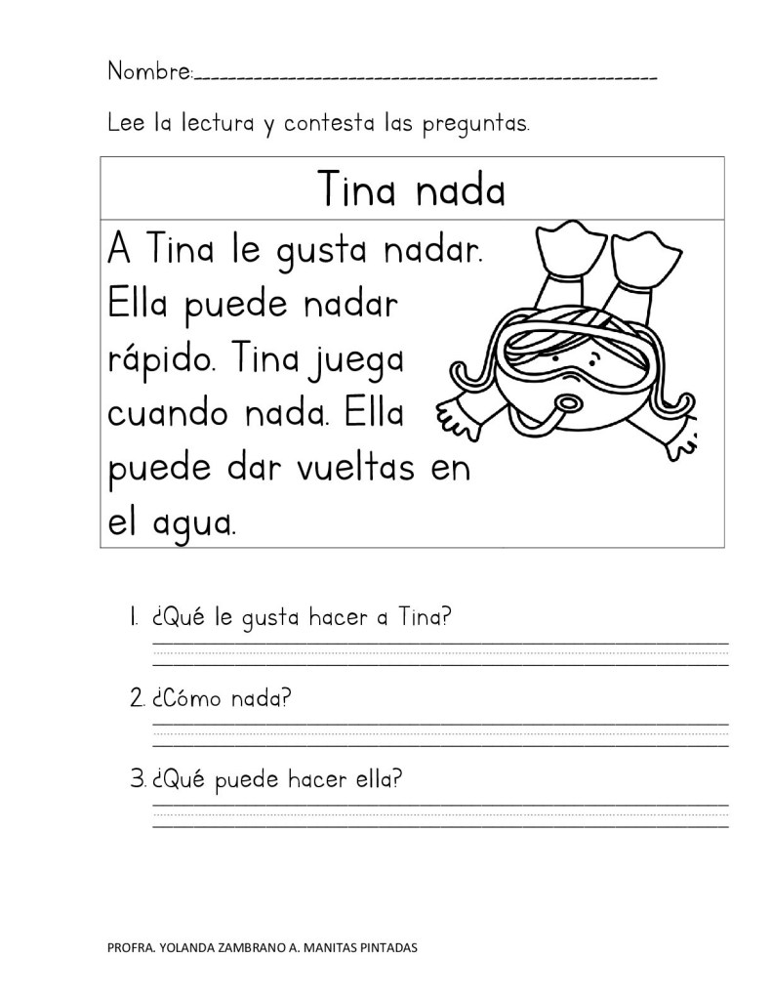 Nombre:______________________________________________________
Lee la lectura y contesta las preguntas.
Tina nada
A Tina le gusta nadar.
Ella puede nadar
rápido. Tina juega
cuando nada. Ella
puede dar vueltas en
el agua.
1. ¿Qué le gusta hacer a Tina?
2. ¿Cómo nada?
3. ¿Qué puede hacer ella?
PROFRA. YOLANDA ZAMBRANO A. MANITAS PINTADAS